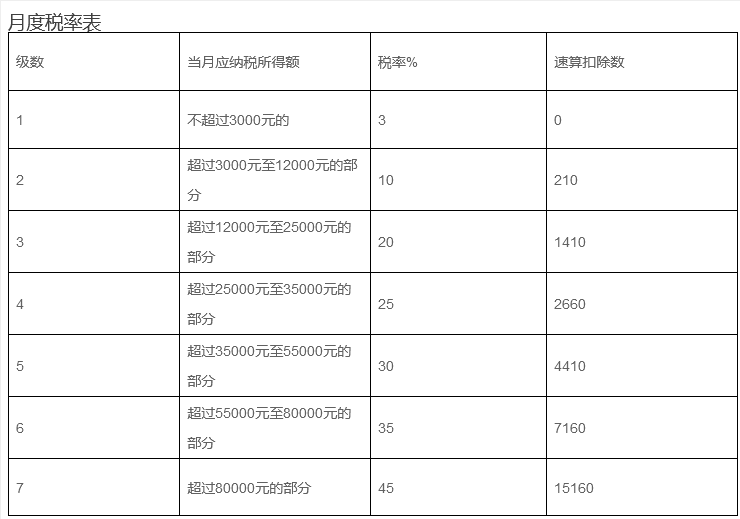 月度税率表
级数 当月应纳税所得额 税率% 速算扣除数
1 不超过3000元的 3 0
2 超过3000元至12000元的部分 10 210
3 超过12000元至25000元的部分 20 1410
4 超过25000元至35000元的部分 25 2660
5 超过35000元至55000元的部分 30 4410
6 超过55000元至80000元的部分 35 7160
7 超过80000元的部分 45 15160